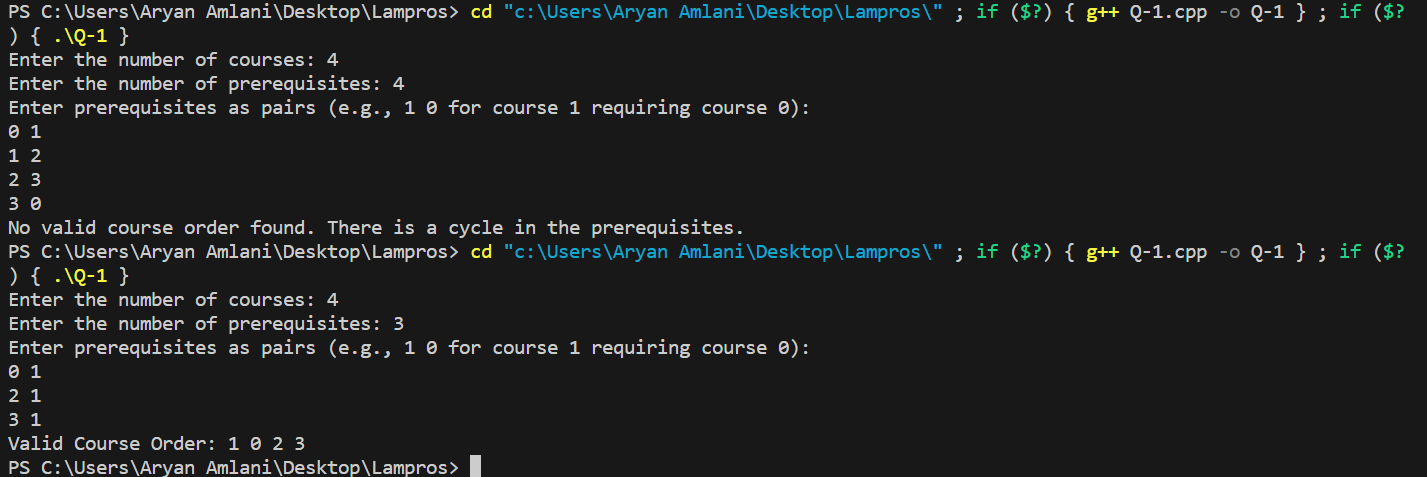 PS C:\Users\Aryan Amlani\Desktop\Lampros> cd "c:\Users\Aryan Amlani\Desktop\Lampros\" ; if ($?) { g++ Q-1.cpp -o Q-1 } ; if ($?
) { .\Q-1 }
Enter the number of courses: 4
Enter the number of prerequisites: 4
Enter prerequisites as pairs (e.g., 1 0 for course 1 requiring course 0):
0 1
1 2
2 3
3 0
No valid course order found. There is a cycle in the prerequisites.
PS C:\Users\Aryan Amlani\Desktop\Lampros> cd "c:\Users\Aryan Amlani\Desktop\Lampros\" ; if ($?) { g++ Q-1.cpp -o Q-1 } ; if ($?
) { .\Q-1 }
Enter the number of courses: 4
Enter the number of prerequisites: 3
Enter prerequisites as pairs (e.g., 1 0 for course 1 requiring course 0):
0 1
2 1
3 1
Valid Course Order: 1 0 2 3
PS C:\Users\Aryan Amlani\Desktop\Lampros>